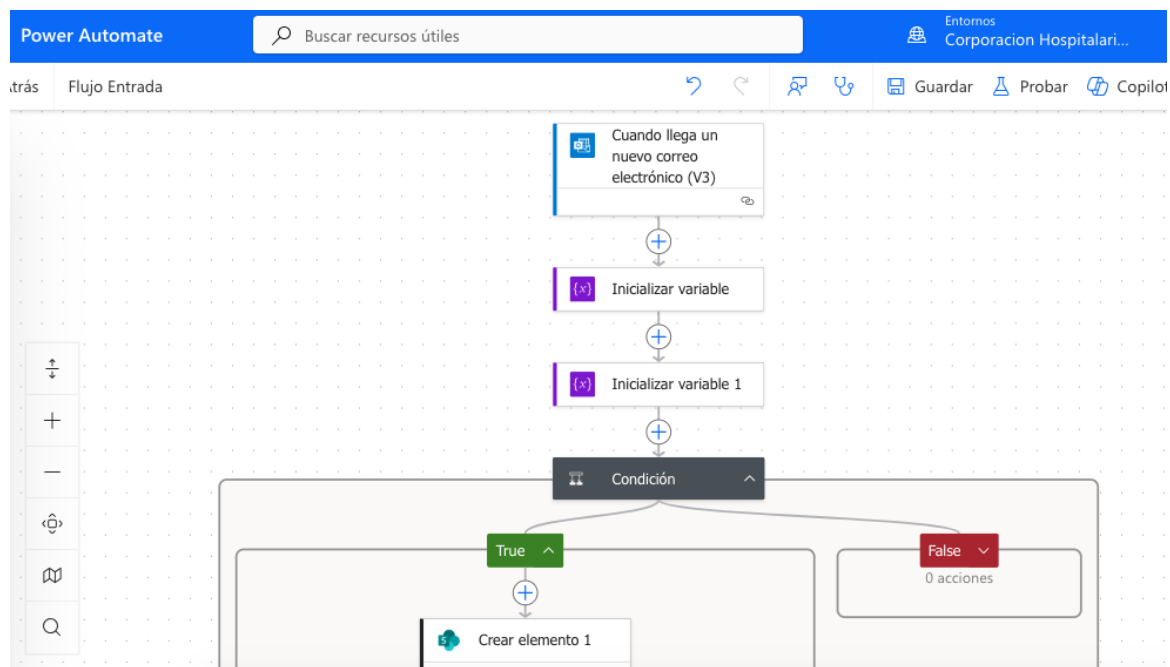 Power Automate
Buscar recursos útiles
Entornos
Corporacion Hospitalari...
Atrás
Flujo Entrada
Guardar
Probar
Copilot
Cuando llega un
nuevo correo
electrónico (V3)
{x} Inicializar variable
{x} Inicializar variable 1
Condición
True
False
0 acciones
S Crear elemento 1